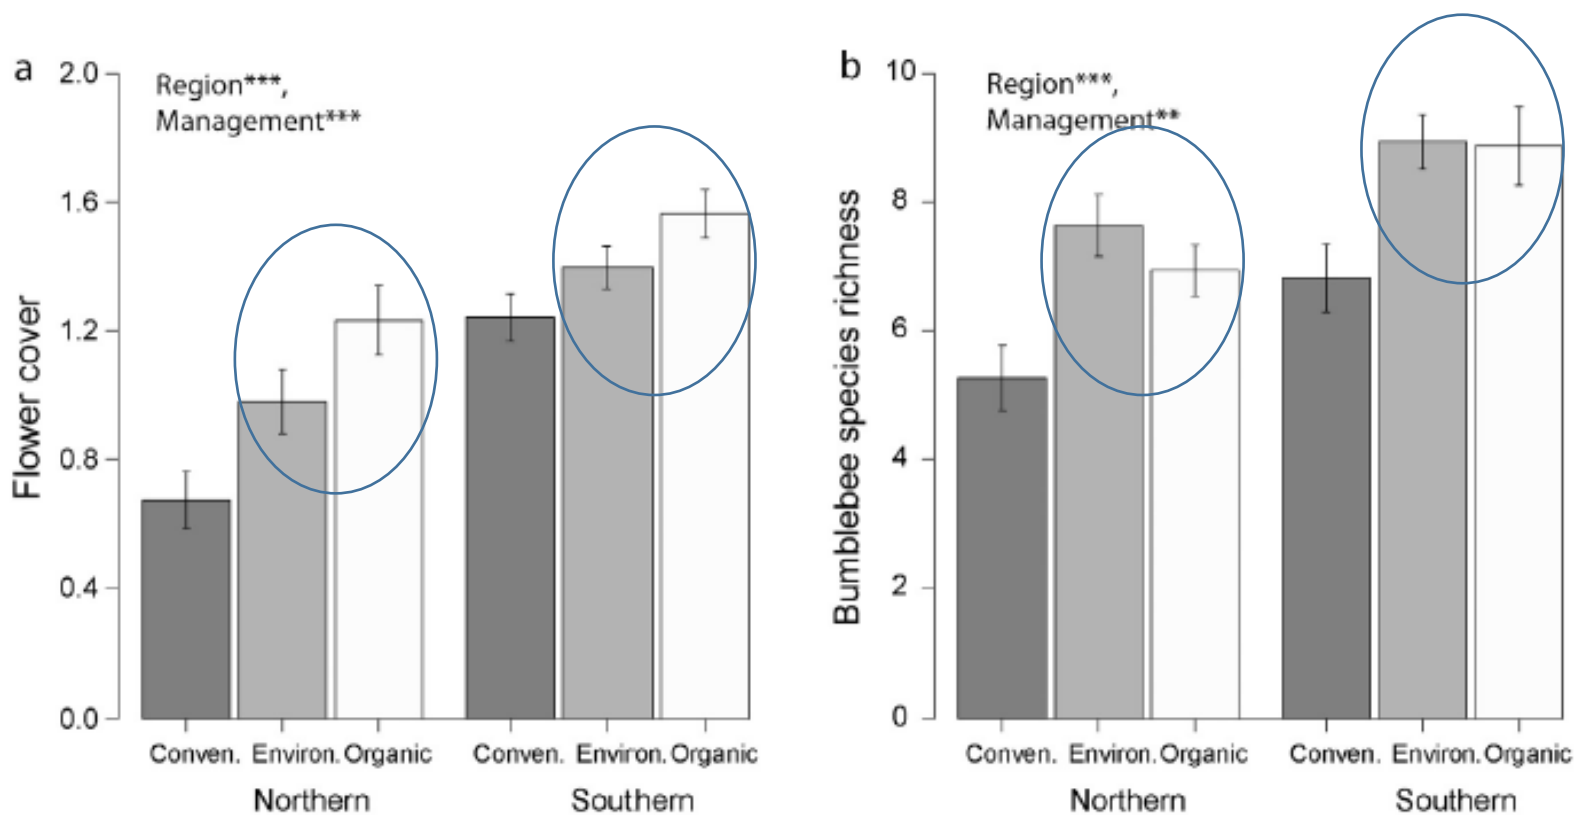 a
Region***,
Management***
Flower cover
2.0
1.6
1.2
0.8
0.4
0.0
Conven. Environ. Organic Conven. Environ. Organic
Northern Southern
b
Region***,
Management**
Bumblebee species richness
10
8
6
4
2
0
Conven. Environ. Organic Conven. Environ. Organic
Northern Southern